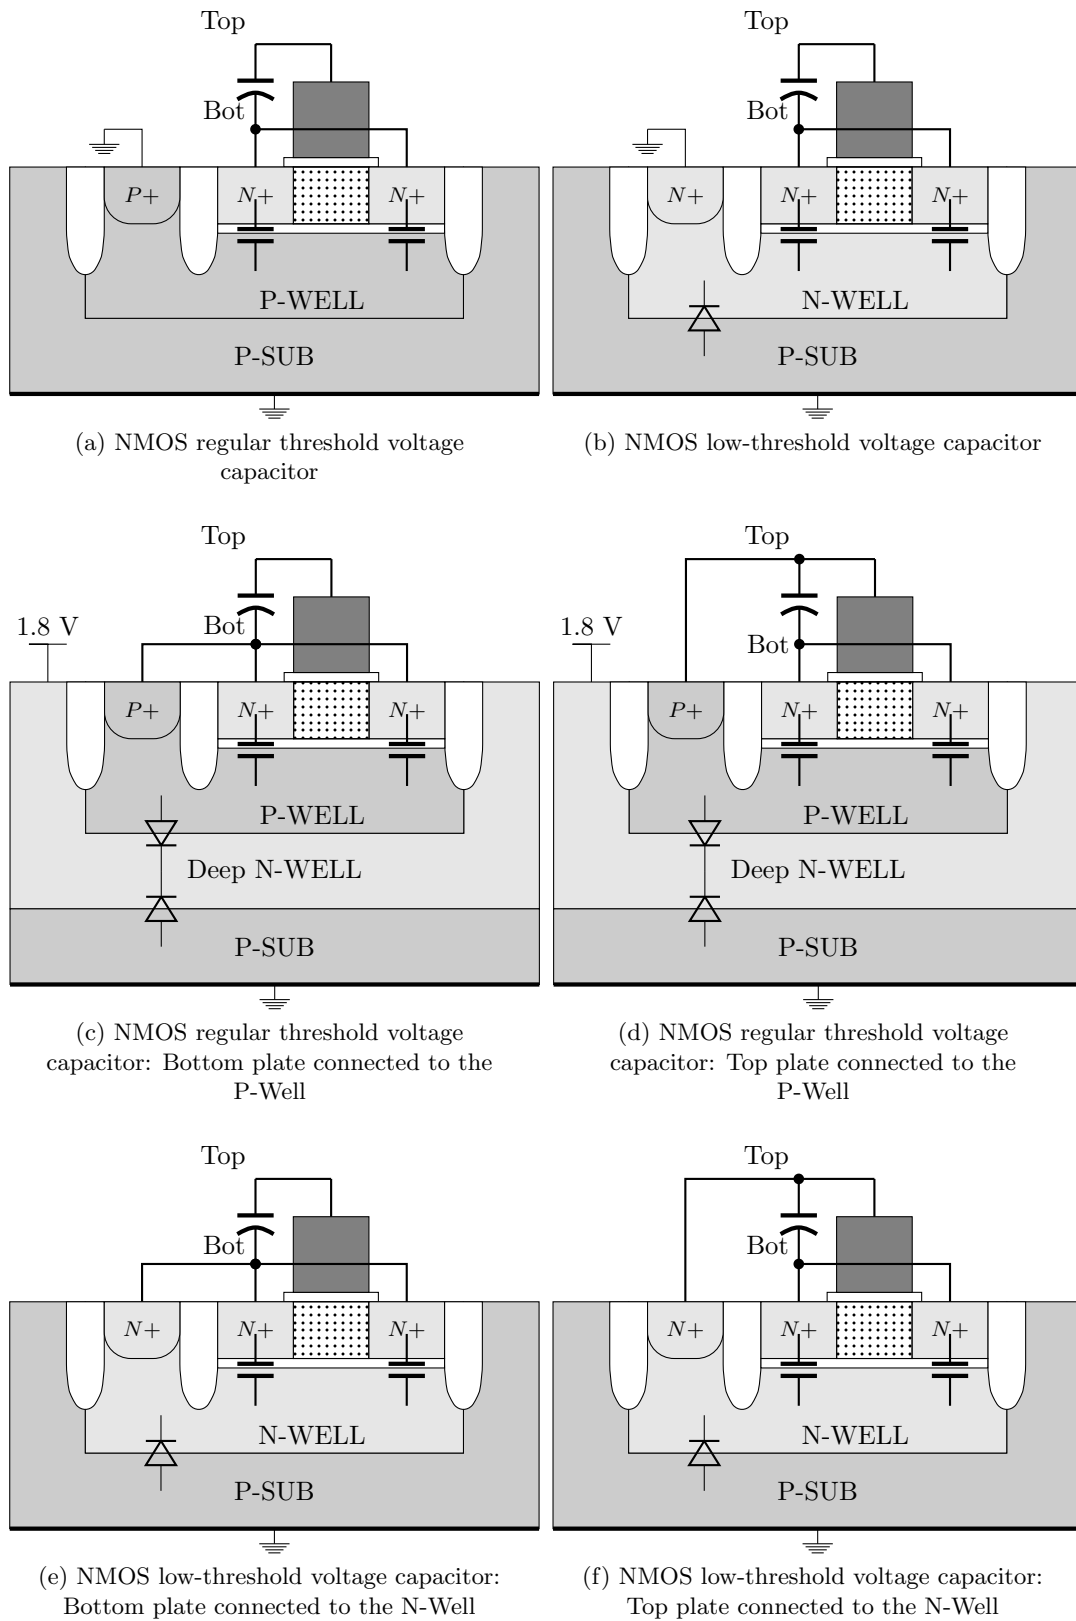 Top
Bot
P+
N+
N+
P-WELL
P-SUB
(a) NMOS regular threshold voltage
capacitor
Top
Bot
N+
N+
N+
N-WELL
P-SUB
(b) NMOS low-threshold voltage capacitor
Top
1.8 V
Bot
P+
N+
N+
P-WELL
Deep N-WELL
P-SUB
(c) NMOS regular threshold voltage
capacitor: Bottom plate connected to the
P-Well
Top
1.8 V
Bot
P+
N+
N+
P-WELL
Deep N-WELL
P-SUB
(d) NMOS regular threshold voltage
capacitor: Top plate connected to the
P-Well
Top
Bot
N+
N+
N+
N-WELL
P-SUB
(e) NMOS low-threshold voltage capacitor:
Bottom plate connected to the N-Well
Top
Bot
N+
N+
N+
N-WELL
P-SUB
(f) NMOS low-threshold voltage capacitor:
Top plate connected to the N-Well